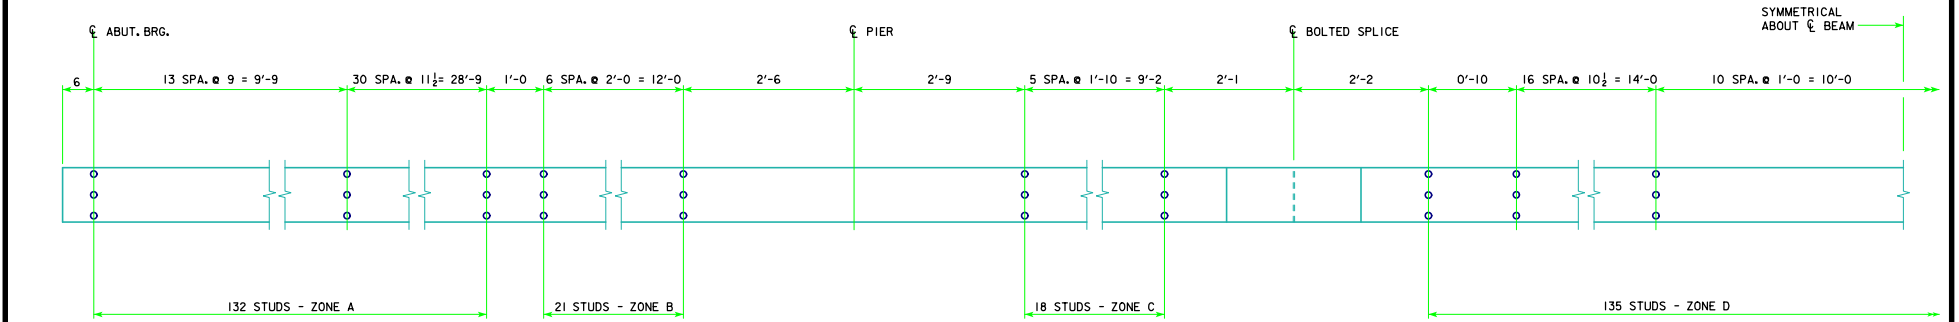 SYMMETRICAL
ABOUT ℄ BEAM
℄ ABUT. BRG.
℄ PIER
℄ BOLTED SPLICE
6
13 SPA. @ 9 = 9'-9
30 SPA. @ 11½= 28'-9
1'-0
6 SPA. @ 2'-0 = 12'-0
2'-6
2'-9
5 SPA. @ 1'-10 = 9'-2
2'-1
2'-2
0'-10
16 SPA. @ 10½ = 14'-0
10 SPA. @ 1'-0 = 10'-0
132 STUDS - ZONE A
21 STUDS - ZONE B
18 STUDS - ZONE C
135 STUDS - ZONE D